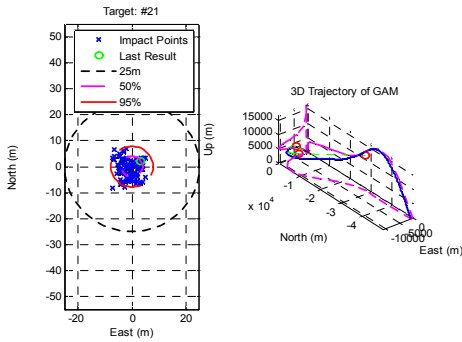 Target: #21
50
40
30
20
10
0
-10
-20
-30
-40
-50
North (m)
-20
0
20
East (m)
Impact Points
Last Result
25m
50%
95%
3D Trajectory of GAM
15000
10000
5000
0
Up (m)
-1
-2
-3
-4
x 10^4
North (m)
0
-10000
East (m)